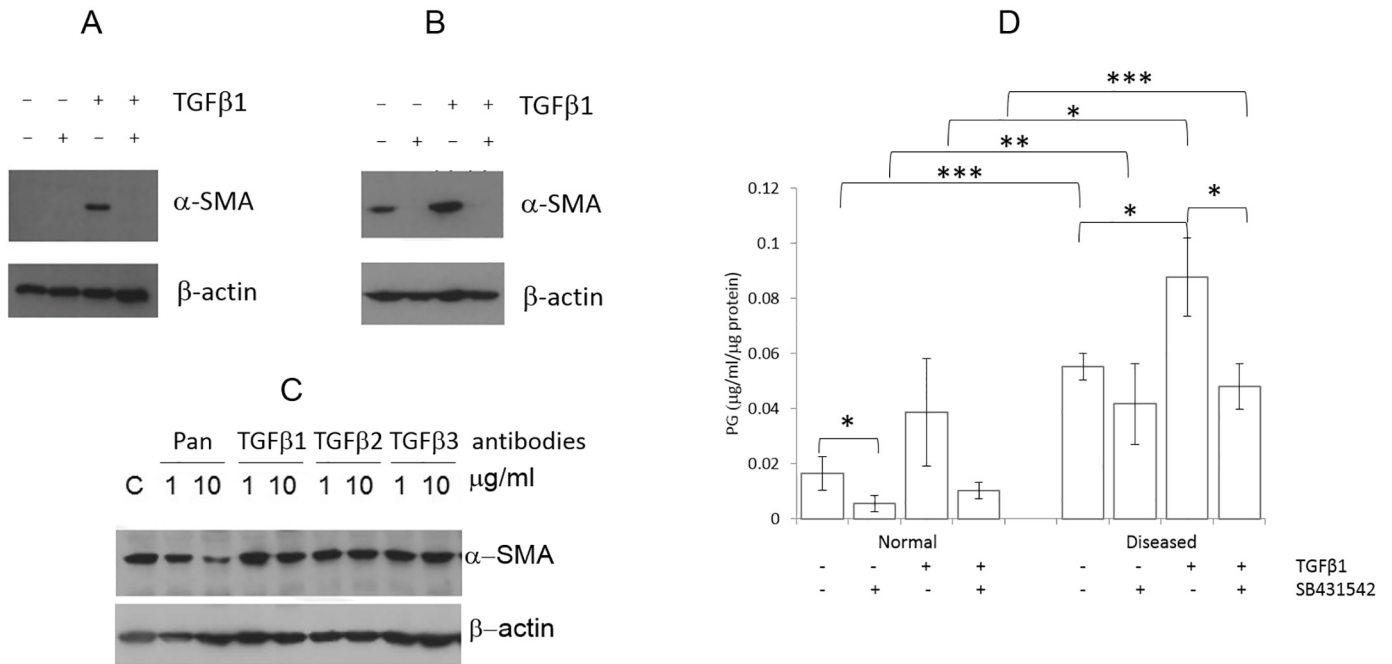 A
− − + + TGFβ1
− + − +
α-SMA
β-actin
B
− − + + TGFβ1
− + − +
α-SMA
β-actin
C
Pan TGFβ1 TGFβ2 TGFβ3 antibodies
C 1 10 1 10 1 10 1 10 μg/ml
α–SMA
β–actin
D
***
*
**
***
* *
*
PG (µg/ml/µg protein)
0.12
0.1
0.08
0.06
0.04
0.02
0
Normal Diseased
- - + + - - + + TGFβ1
- + - + - + - + SB431542